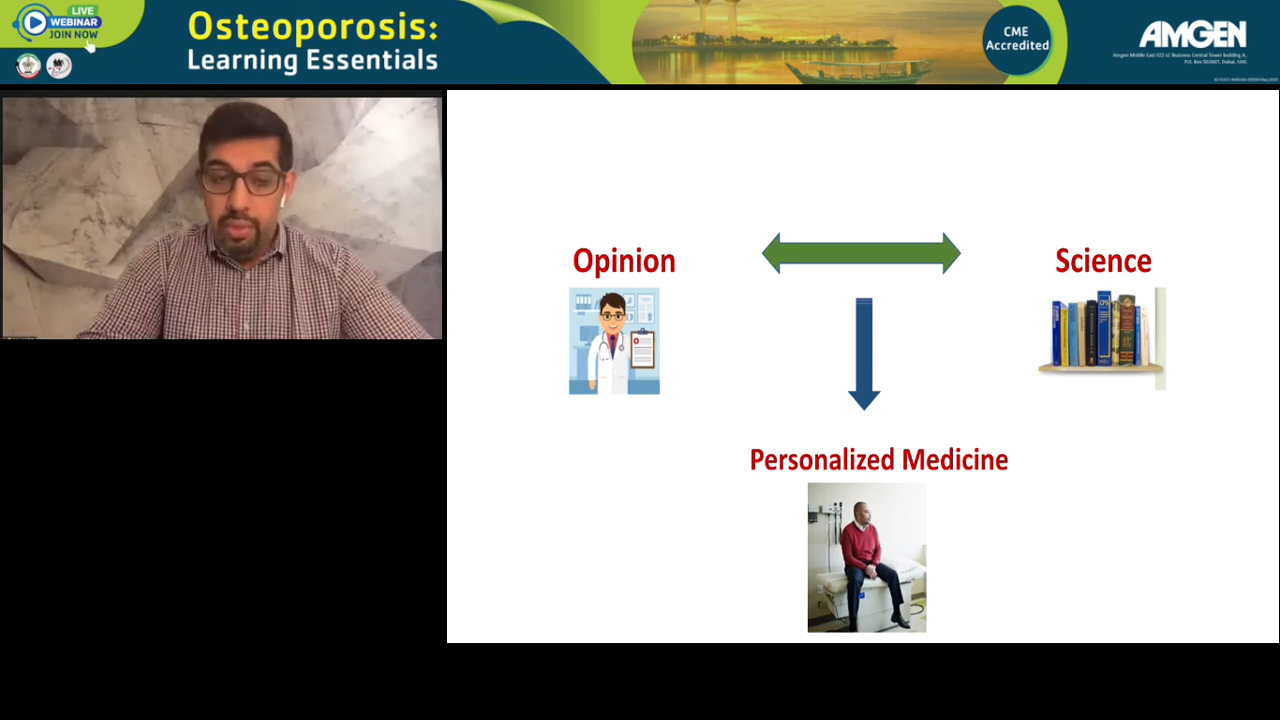 LIVE
WEBINAR
JOIN NOW
Osteoporosis:
Learning Essentials
CME
Accredited
AMGEN
Opinion
Science
Personalized Medicine